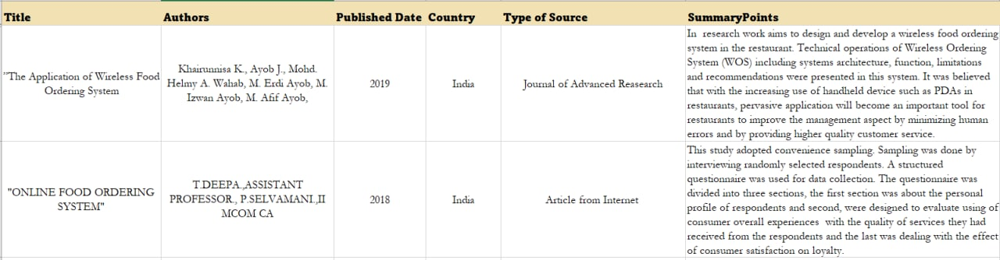 Title Authors Published Date Country Type of Source SummaryPoints
"The Application of Wireless Food
Ordering System
Khairunnisa K., Ayob J., Mohd.
Helmy A. Wahab, M. Erdi Ayob, M.
Izwan Ayob, M. Afif Ayob,
2019
India
Journal of Advanced Reasearch
In  research work aims to design and develop a wireless food ordering
system in the restaurant. Technical operations of Wireless Ordering
System (WOS) including systems architecture, function, limitations
and recommendations were presented in this system. It was believed
that with the increasing use of handheld device such as PDAs in
restaurants, pervasive application will become an important tool for
restaurants to improve the management aspect by minimizing human
errors and by providing higher quality customer service.
"ONLINE FOOD ORDERING
SYSTEM"
T.DEEPA.,ASSISTANT
PROFESSOR., P.SELVAMANI.,II
MCOM CA
2018
India
Article from Internet
This study adopted convenience sampling. Sampling was done by
interviewing randomly selected respondents. A structured
questionnaire was used for data collection. The questionnaire was
divided into three sections, the first section was about the personal
profile of respondents and second, were designed to evaluate using of
consumer overall experiences  with the quality of services they had
received from the respondents and the last was dealing with the effect
of consumer satisfaction on loyalty.